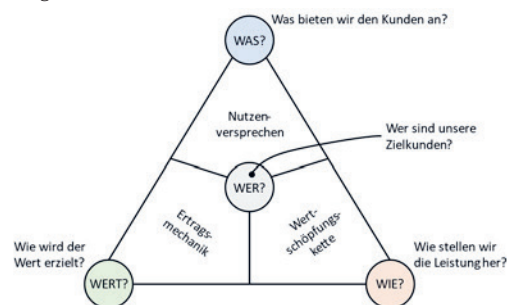 Was bieten wir den Kunden an?
WAS?
Nutzen-
versprechen
Wer sind unsere
Zielkunden?
WER?
Ertrags-
mechanik
Wert-
schöpfungs-
kette
Wie wird der
Wert erzielt?
Wie stellen wir
die Leistung her?
WERT?
WIE?